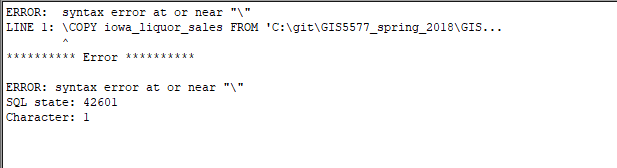 ERROR:  syntax error at or near "\"
LINE 1: \COPY iowa_liquor_sales FROM 'C:\git\GIS5577_spring_2018\GIS...
        ^
********** Error **********
ERROR: syntax error at or near "\"
SQL state: 42601
Character: 1